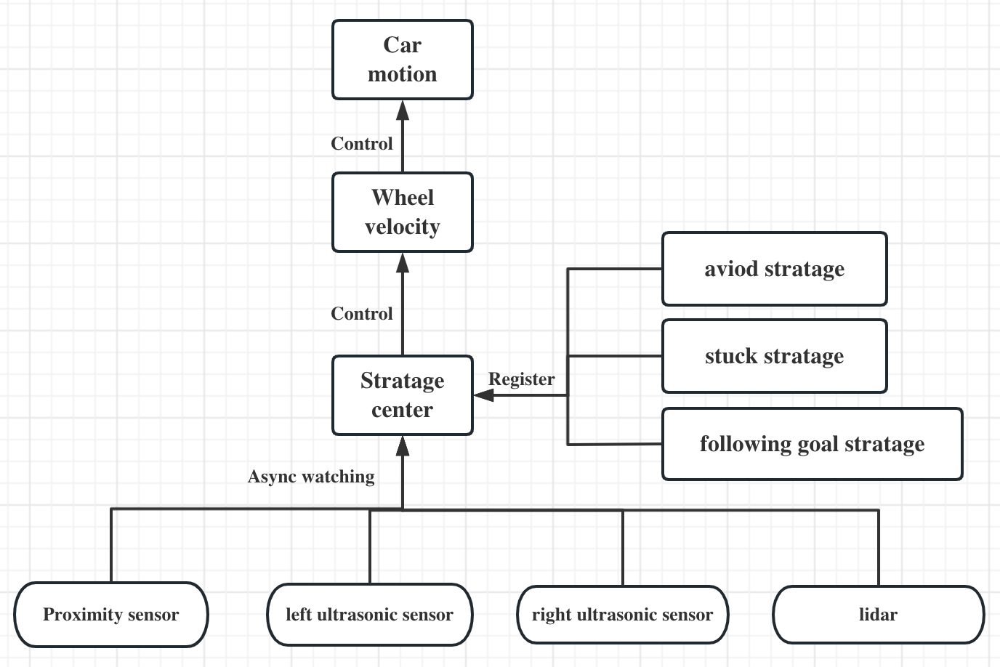 Car
motion
Control
Wheel
velocity
Control
aviod stratage
stuck stratage
Stratage
center
Register
following goal stratage
Async watching
Proximity sensor
left ultrasonic sensor
right ultrasonic sensor
lidar